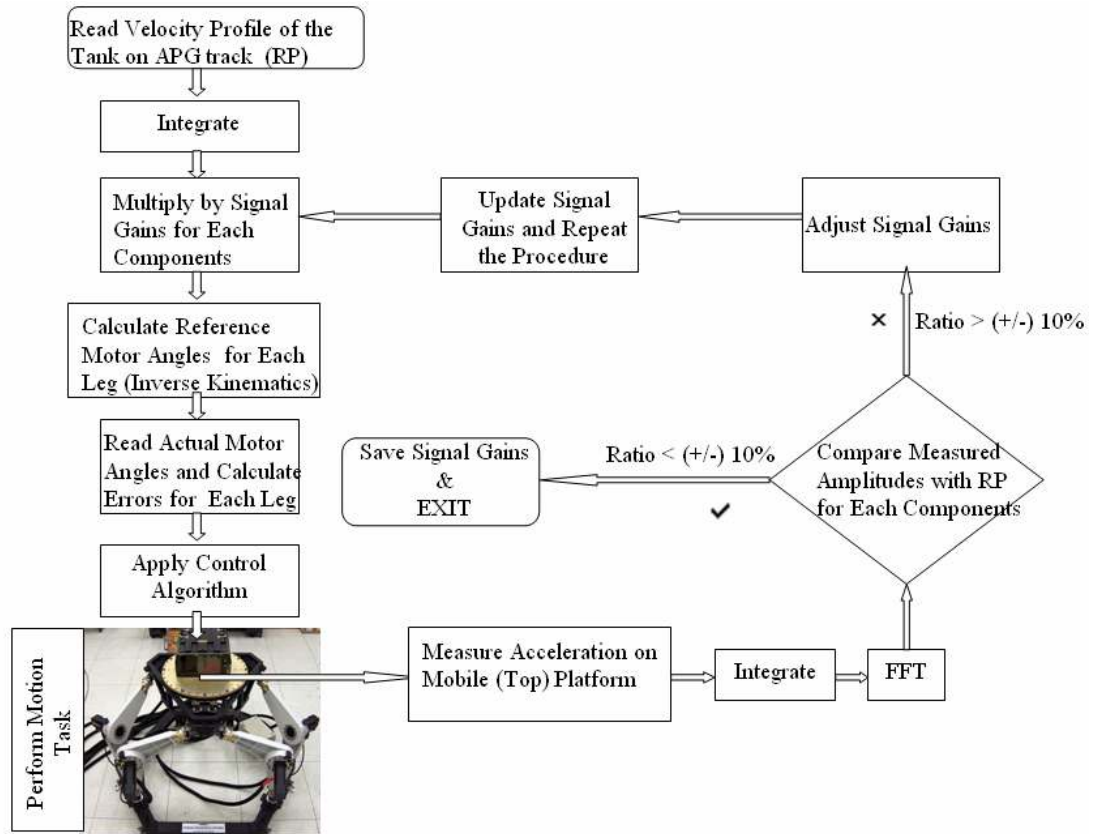 Read Velocity Profile of the
Tank on APG track (RP)
Integrate
Multiply by Signal
Gains for Each
Components
Update Signal
Gains and Repeat
the Procedure
Adjust Signal Gains
Ratio > (+/-) 10%
Calculate Reference
Motor Angles for Each
Leg (Inverse Kinematics)
Read Actual Motor
Angles and Calculate
Errors for Each Leg
Save Signal Gains
&
EXIT
Ratio < (+/-) 10%
Compare Measured
Amplitudes with RP
for Each Components
Apply Control
Algorithm
Perform Motion
Task
Measure Acceleration on
Mobile (Top) Platform
Integrate
FFT